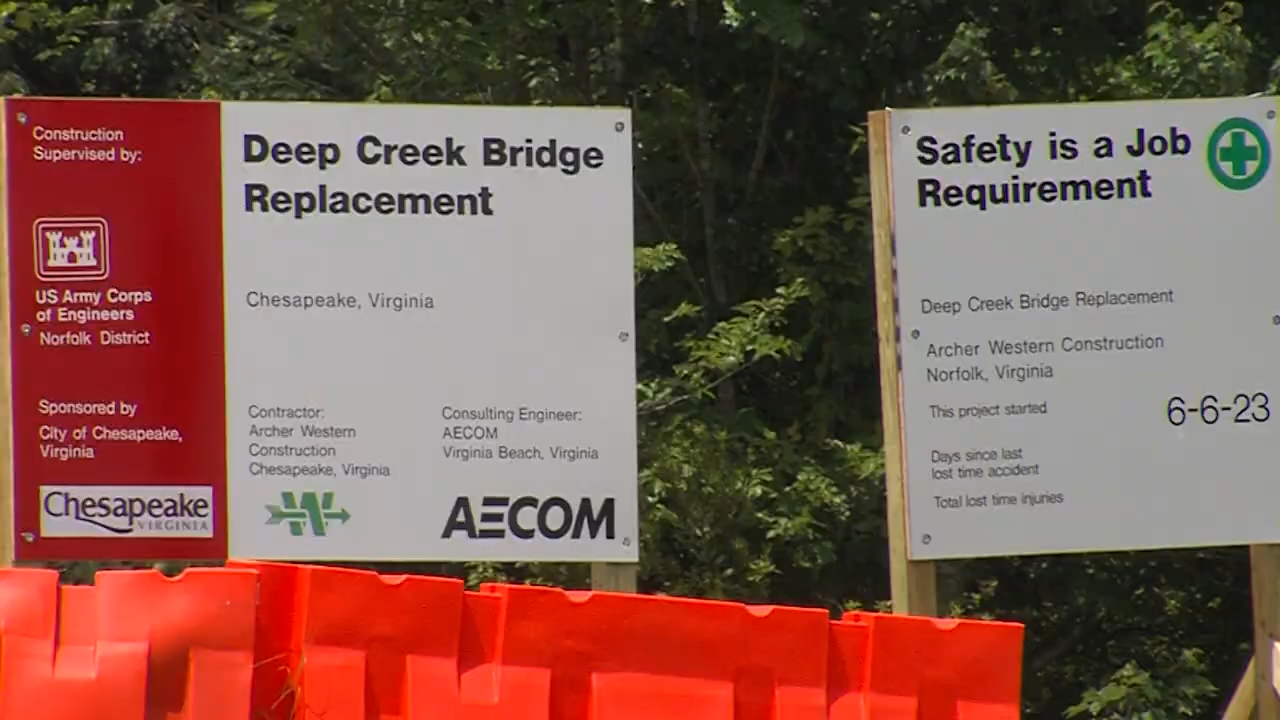 Construction
Supervised by:
US Army Corps
of Engineers
Norfolk District
Sponsored by
City of Chesapeake,
Virginia
Chesapeake
VIRGINIA
Deep Creek Bridge
Replacement
Chesapeake, Virginia
Contractor:
Archer Western
Construction
Chesapeake, Virginia
Consulting Engineer:
AECOM
Virginia Beach, Virginia
AECOM
Safety is a Job
Requirement
Deep Creek Bridge Replacement
Archer Western Construction
Norfolk, Virginia
This project started 6-6-23
Days since last
lost time accident
Total lost time injuries